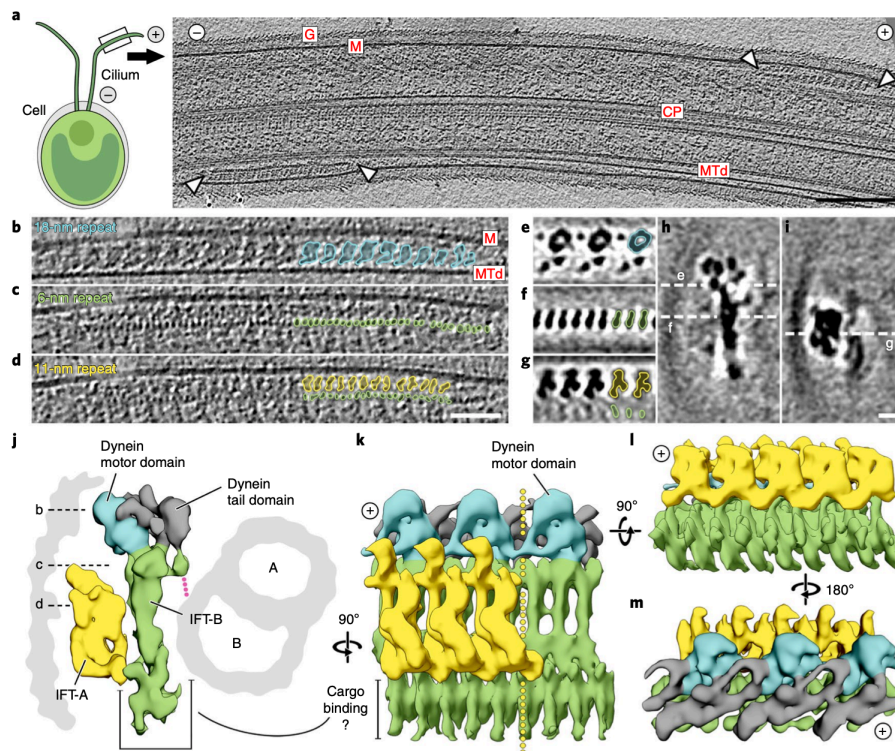 a
Cell
Cilium
+
−
−
G
M
CP
MTd
+
b
18-nm repeat
M
MTd
c
6-nm repeat
d
11-nm repeat
e
f
g
h
e
f
i
g
j
Dynein
motor domain
Dynein
tail domain
b
c
d
A
B
IFT-B
IFT-A
90°
k
Dynein
motor domain
+
Cargo
binding
?
90°
l
+
180°
m
+